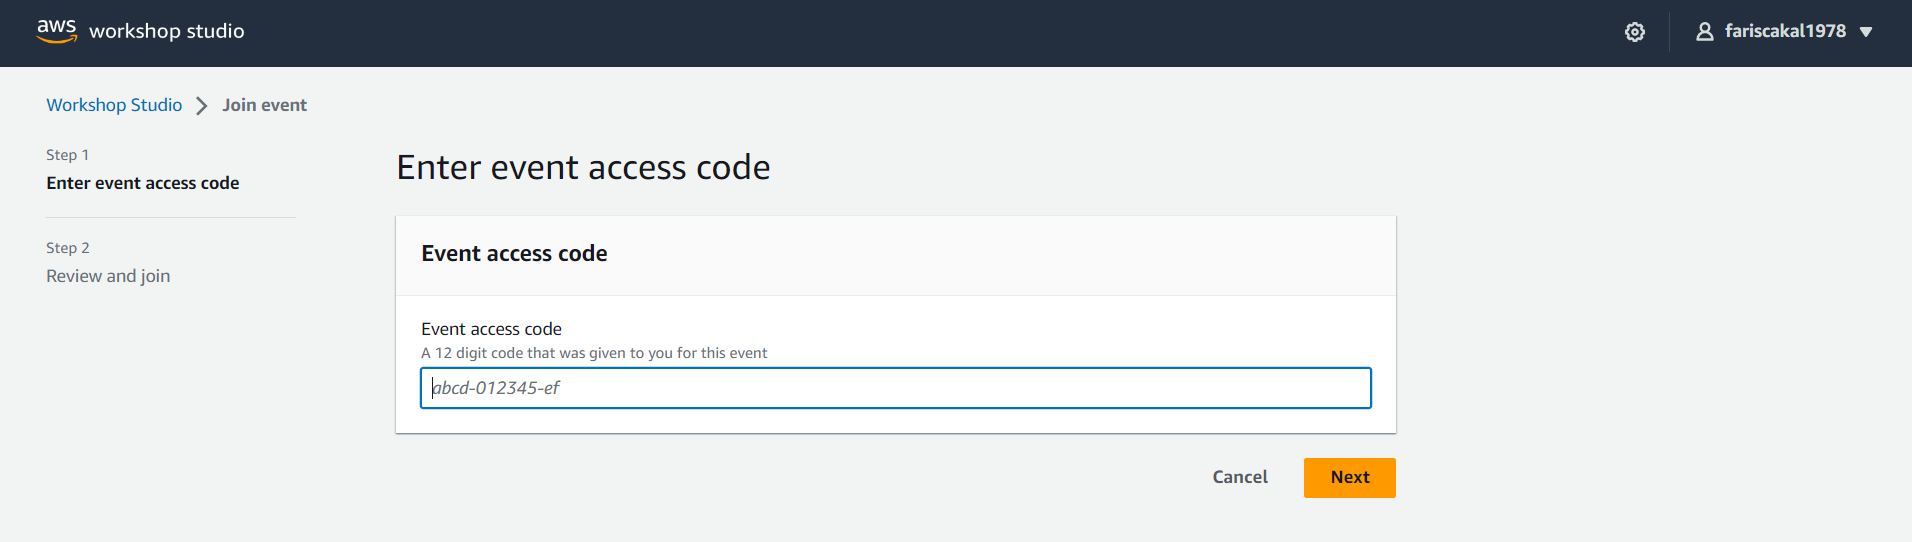 aws workshop studio
fariscakal1978
Workshop Studio
Join event
Step 1
Enter event access code
Step 2
Review and join
Enter event access code
Event access code
Event access code
A 12 digit code that was given to you for this event
abcd-012345-ef
Cancel
Next